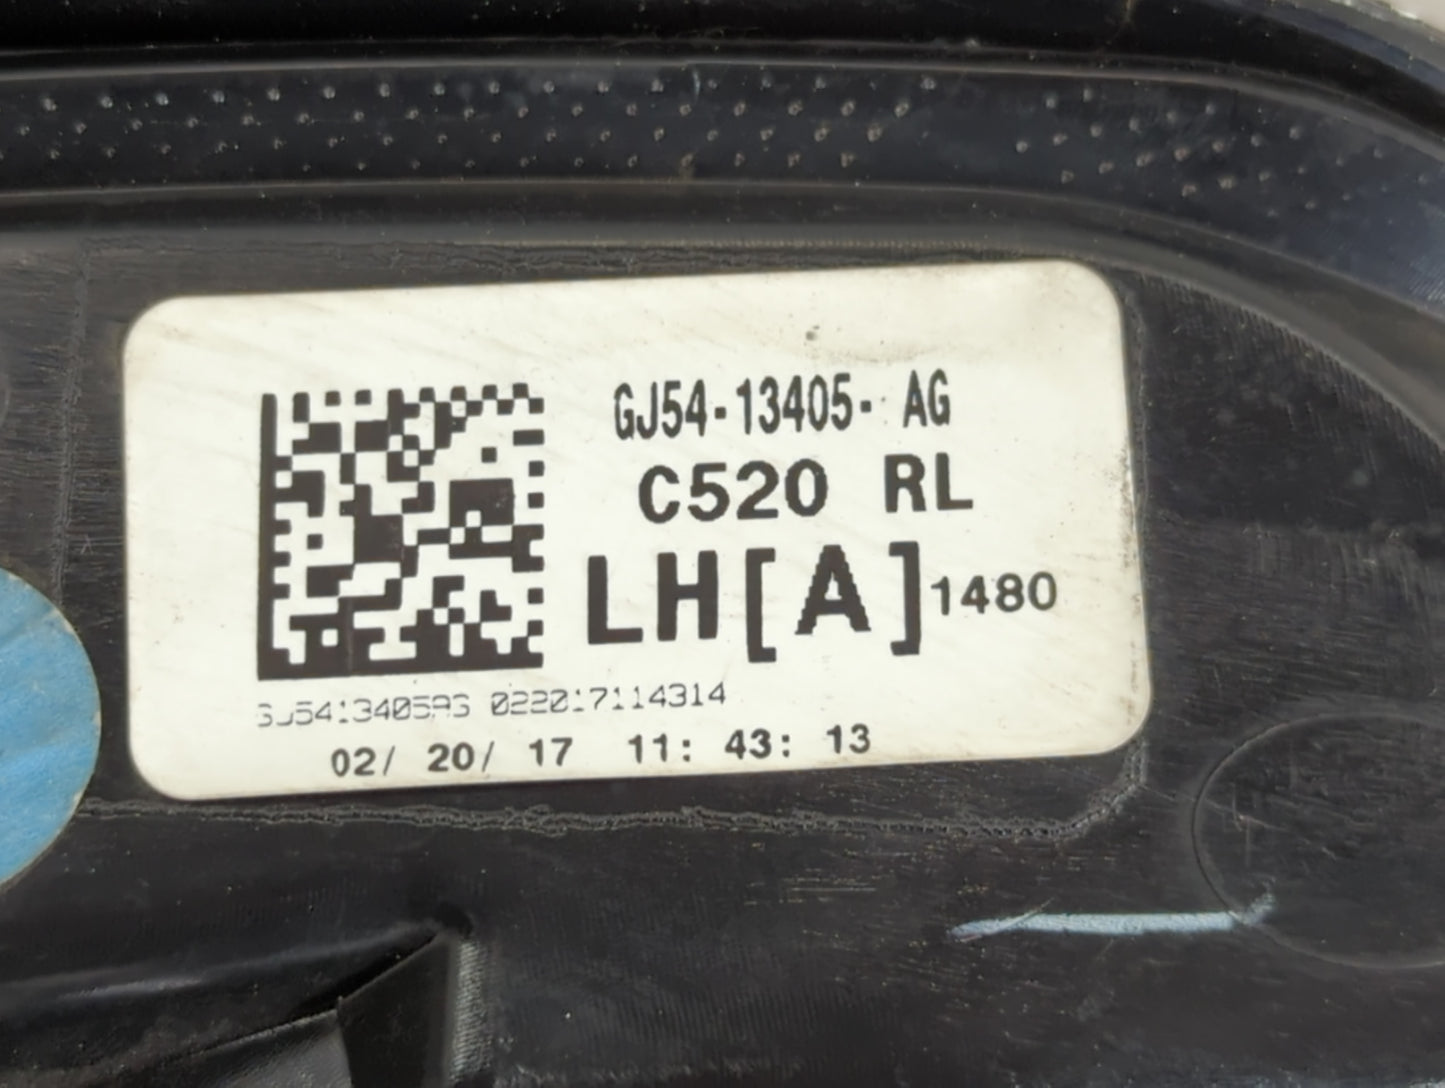 GJ54-13405- AG
C520 RL
LH[A]1480
GJ5413405AG 022017114314
02/ 20/ 17 11: 43: 13